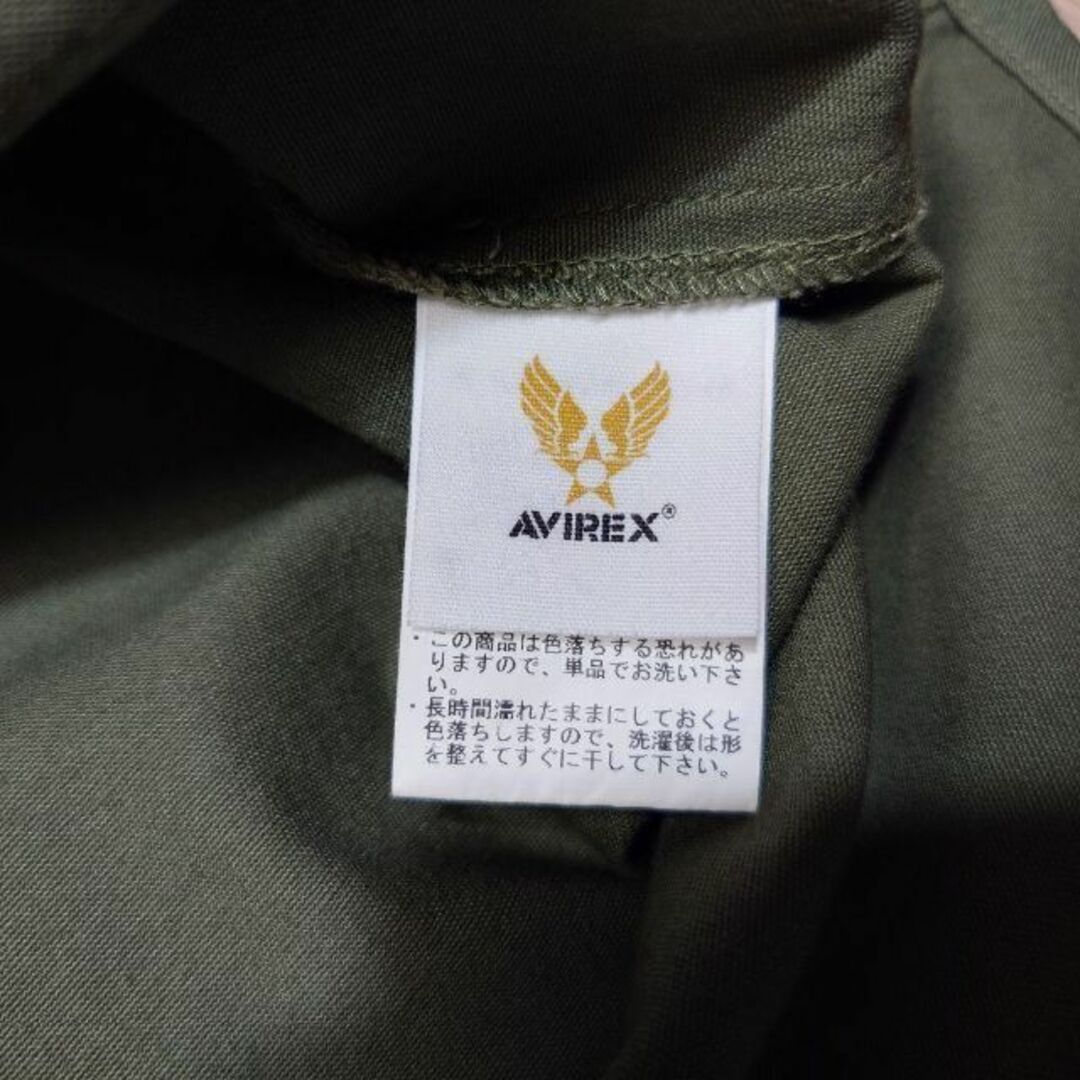 AVIREX®
・この商品は色落ちする恐れがあ
りますので、単品でお洗い下さ
い。
・長時間濡れたままにしておくと
色落ちしますので、洗濯後は形
を整えてすぐに干して下さい。